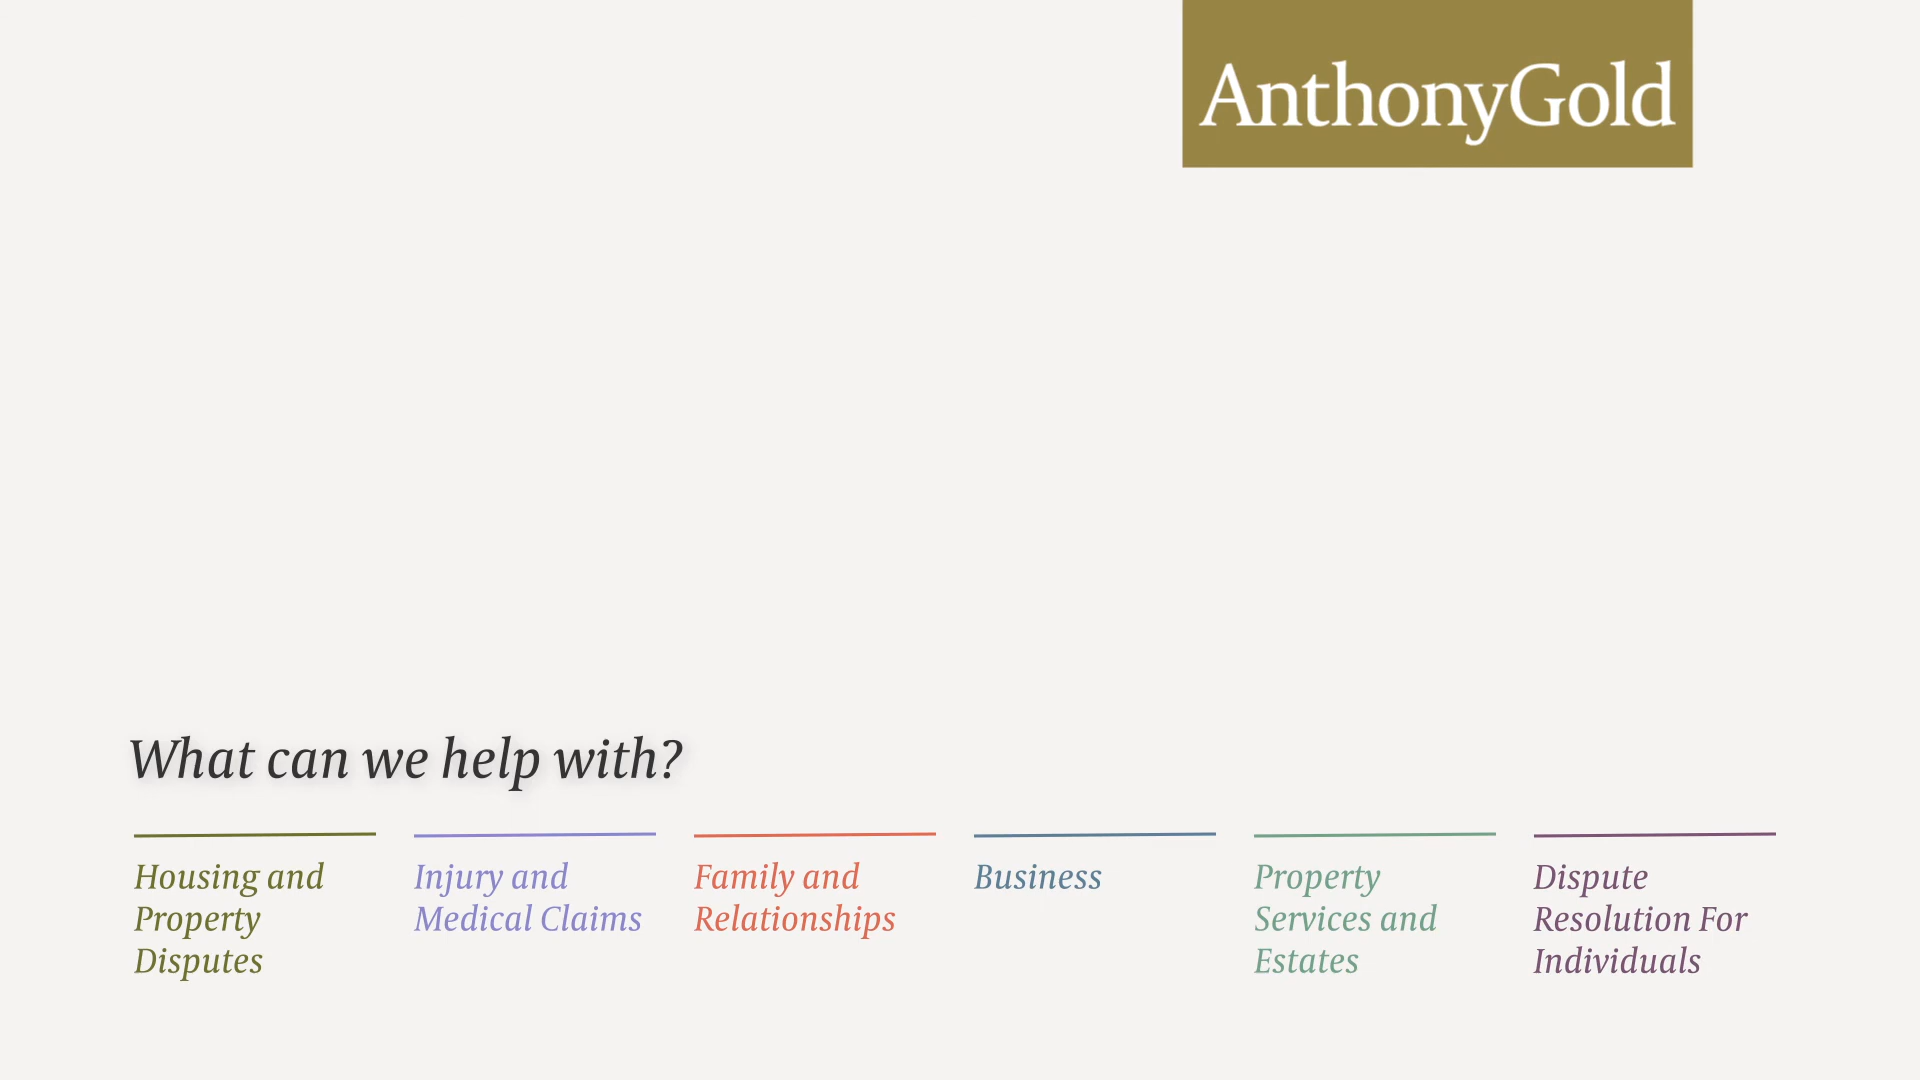 AnthonyGold
What can we help with?
Housing and
Property
Disputes
Injury and
Medical Claims
Family and
Relationships
Business
Property
Services and
Estates
Dispute
Resolution For
Individuals